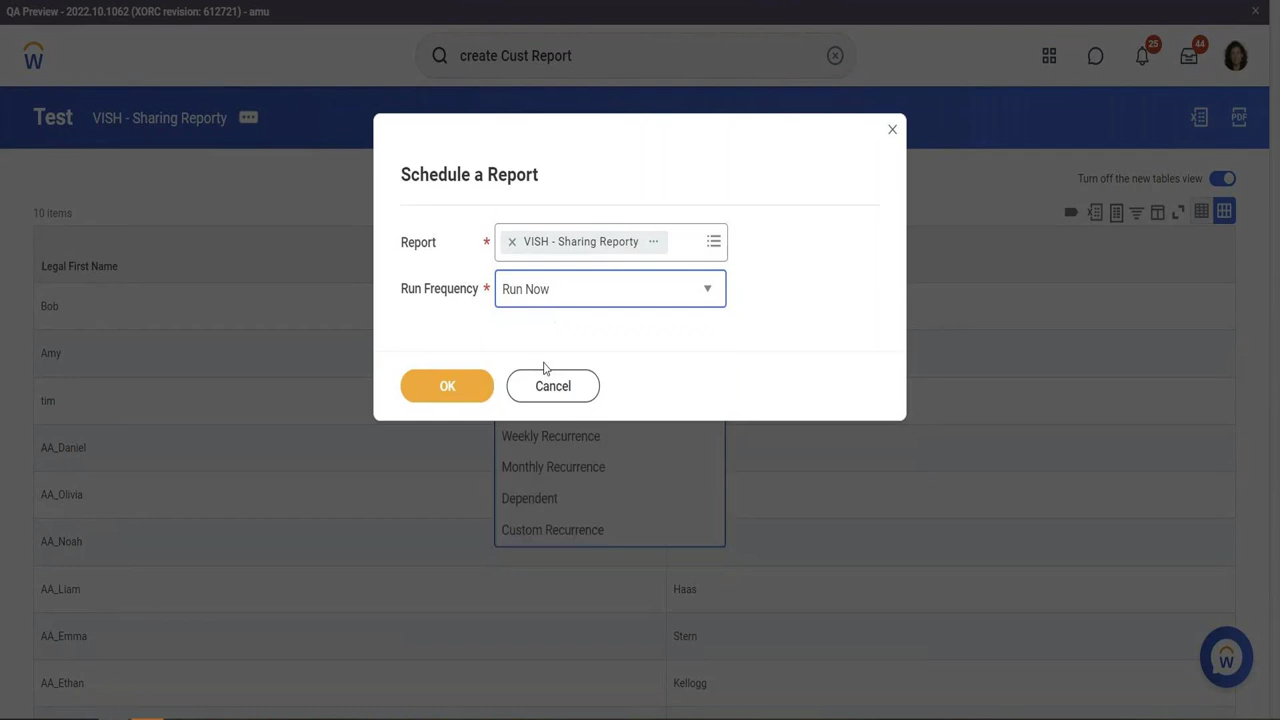 QA Preview - 2022.10.1062 (XORC revision: 612721) - amu
create Cust Report
25
44
Test
VISH - Sharing Reporty
PDF
Turn off the new tables view
10 items
Legal First Name
Bob
Amy
tim
AA_Daniel
AA_Olivia
AA_Noah
AA_Liam
Haas
AA_Emma
Stern
AA_Ethan
Kellogg
Schedule a Report
Report *
VISH - Sharing Reporty
Run Frequency *
Run Now
OK
Cancel
Weekly Recurrence
Monthly Recurrence
Dependent
Custom Recurrence